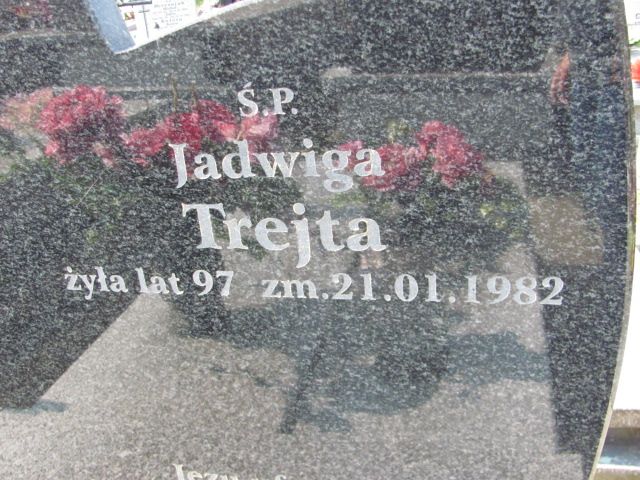 Ś.P.
Jadwiga
Trejta
żyła lat 97 zm.21.01.1982